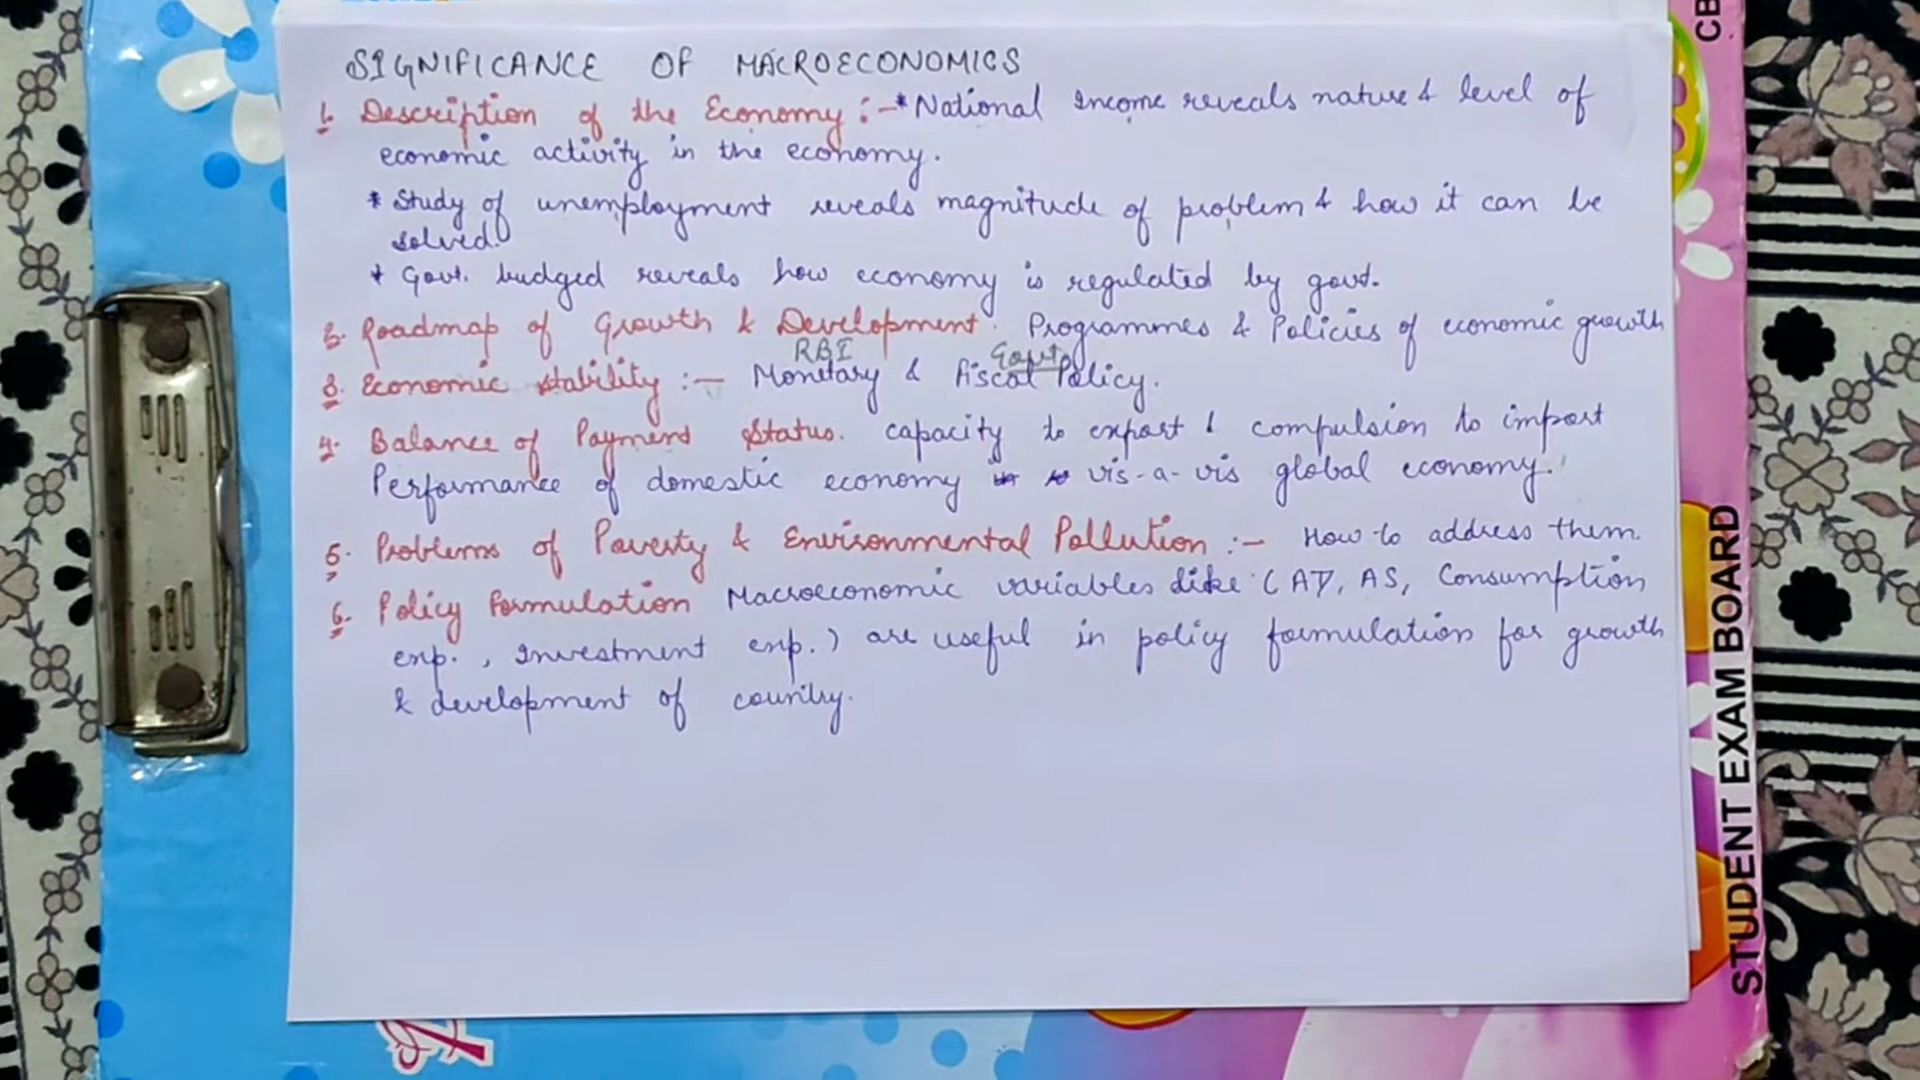 SIGNIFICANCE OF MACROECONOMICS
1. Description of the Economy :- * National Income reveals nature & level of
economic activity in the economy.
* Study of unemployment reveals magnitude of problem & how it can be
solved.
* Govt. budged reveals how economy is regulated by govt.
2. Roadmap of Growth & Development. Programmes & Policies of economic growth
RBI Govt
3. Economic stability :- Monetary & Fiscal Policy.
4. Balance of Payment Status. capacity to export & compulsion to import
Performance of domestic economy vis-a-vis global economy.
5. Problems of Poverty & Environmental Pollution :- How to address them.
6. Policy Formulation Macroeconomic variables like (AD, AS, Consumption
exp., Investment exp.) are useful in policy formulation for growth
& development of country.
STUDENT EXAM BOARD
CB